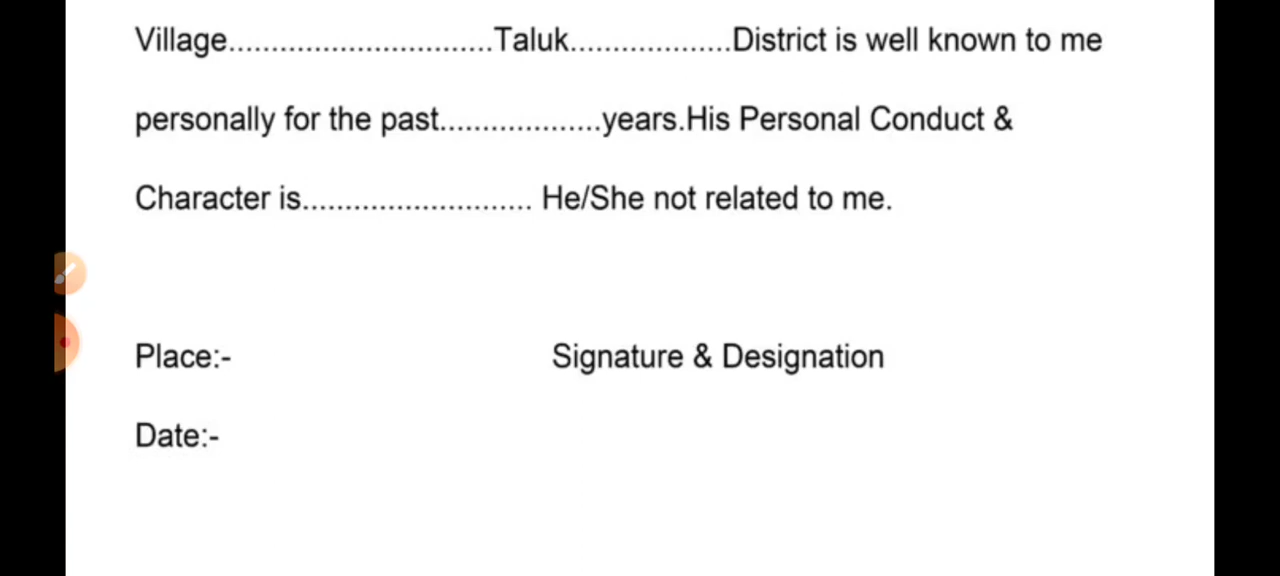 Village...............................Taluk...................District is well known to me
personally for the past...................years.His Personal Conduct &
Character is........................... He/She not related to me.
Place:- Signature & Designation
Date:-